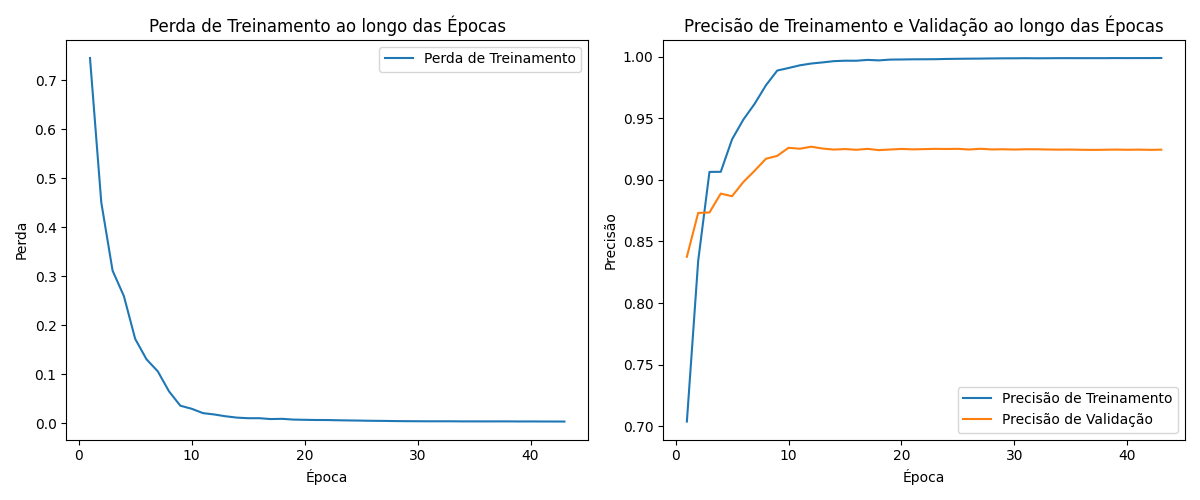 Perda de Treinamento ao longo das Épocas
Perda de Treinamento
0.7
0.6
0.5
0.4
0.3
0.2
0.1
0.0
Perda
0
10
20
30
40
Época
Precisão de Treinamento e Validação ao longo das Épocas
1.00
0.95
0.90
0.85
0.80
0.75
0.70
Precisão
Precisão de Treinamento
Precisão de Validação
0
10
20
30
40
Época